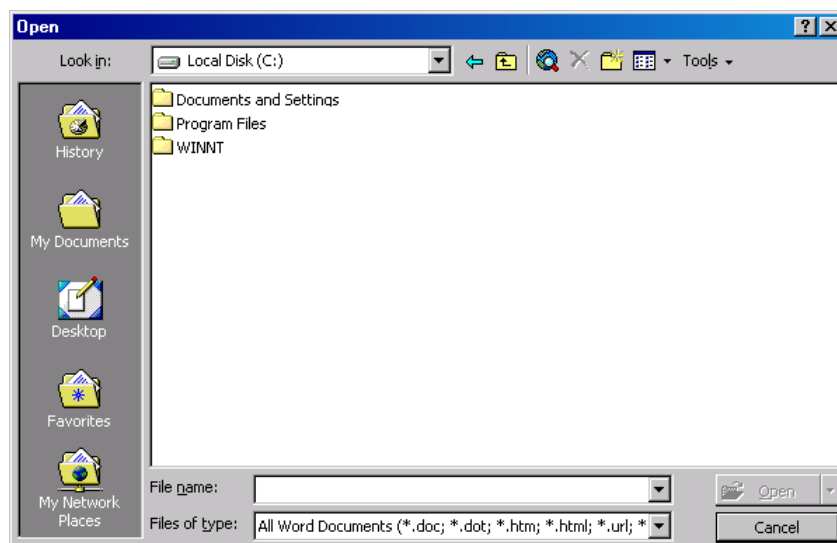 Open
Look in:
Local Disk (C:)
Tools
Documents and Settings
Program Files
WINNT
History
My Documents
Desktop
Favorites
My Network
Places
File name:
Open
Files of type:
All Word Documents (*.doc; *.dot; *.htm; *.html; *.url; *
Cancel